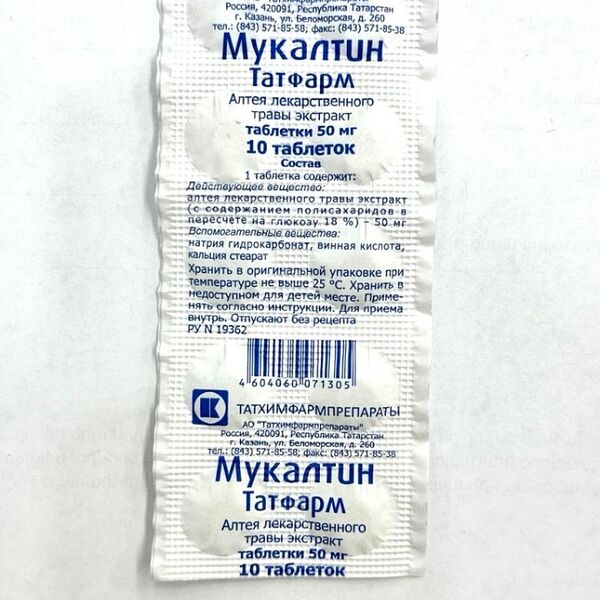 Россия, 420091, Республика Татарстан
г. Казань, ул. Беломорская, д. 260
тел.: (843) 571-85-58; факс: (843) 571-85-38
Мукалтин
Татфарм
Алтея лекарственного
травы экстракт
таблетки 50 мг
10 таблеток
Состав
1 таблетка содержит:
Действующее вещество:
алтея лекарственного травы экстракт
(с содержанием полисахаридов в
пересчете на глюкозу 18 %) – 50 мг
Вспомогательные вещества:
натрия гидрокарбонат, винная кислота,
кальция стеарат
Хранить в оригинальной упаковке при
температуре не выше 25 °С. Хранить в
недоступном для детей месте. Приме-
нять согласно инструкции. Для приема
внутрь. Отпускают без рецепта
РУ N 19362
4 604060 071305
ТАТХИМФАРМПРЕПАРАТЫ
АО "Татхимфармпрепараты"
Россия, 420091, Республика Татарстан
г. Казань, ул. Беломорская, д. 260
тел.: (843) 571-85-58; факс: (843) 571-85-38
Мукалтин
Татфарм
Алтея лекарственного
травы экстракт
таблетки 50 мг
10 таблеток